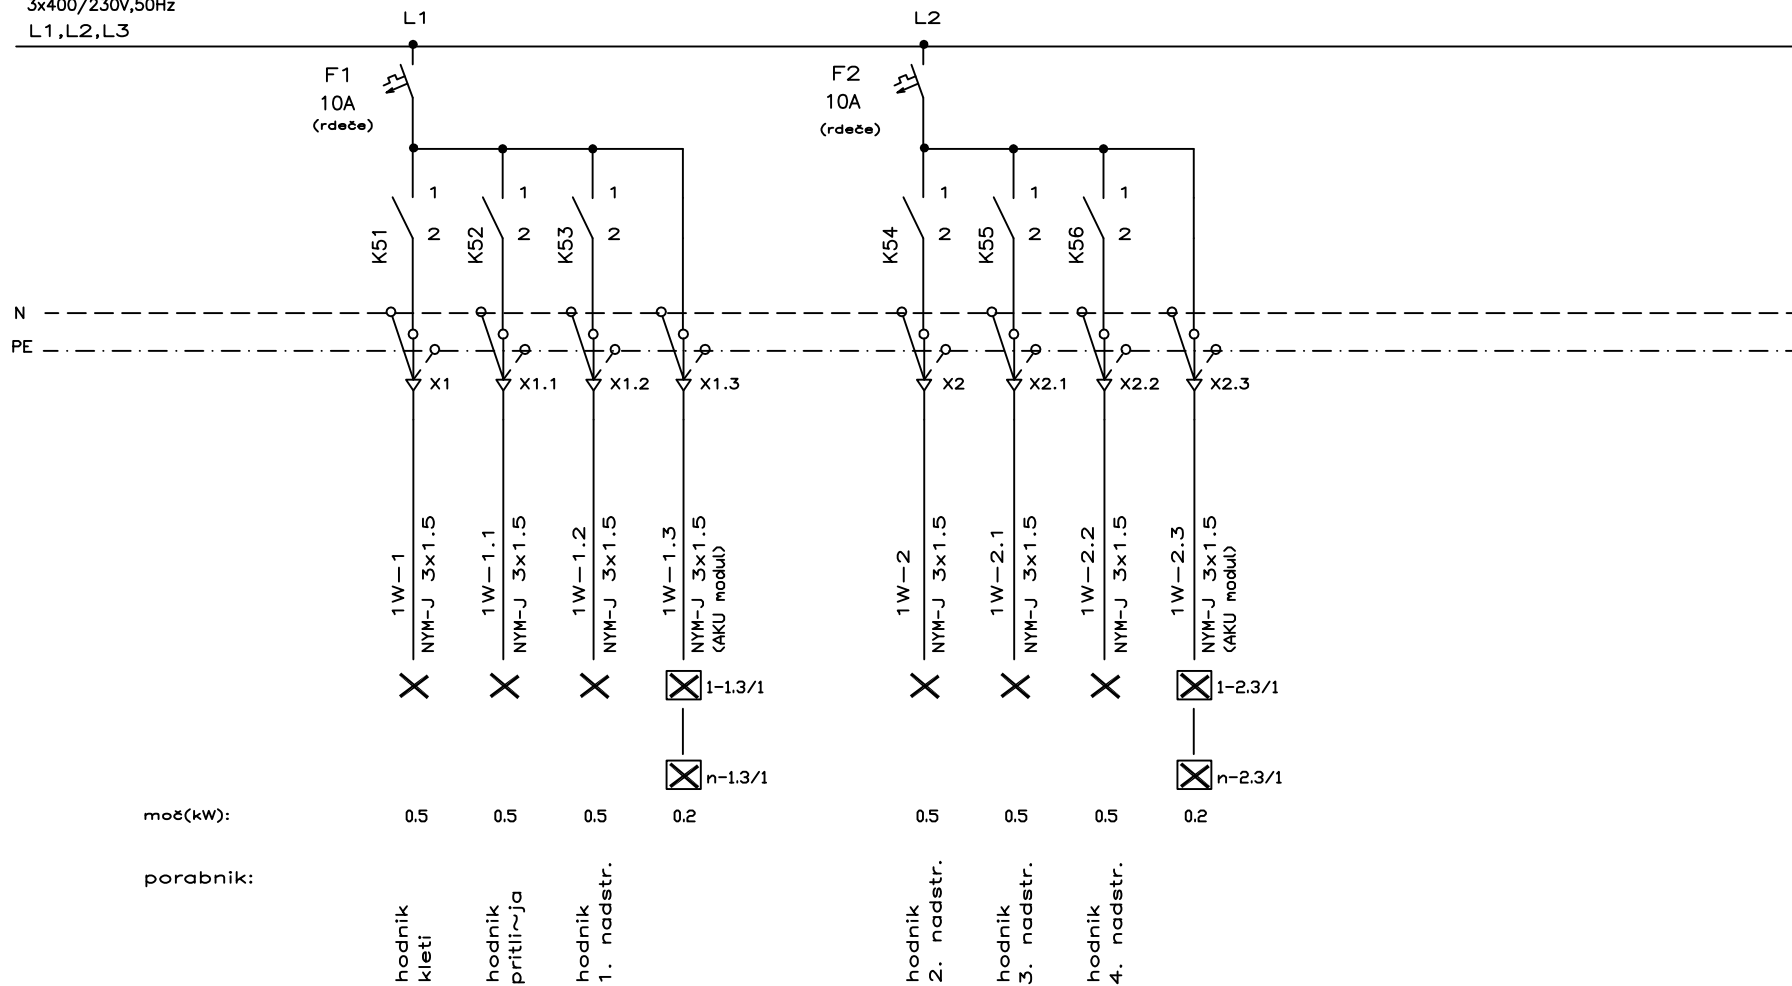 3x400/230V,50Hz
L1,L2,L3
L1
L2
F1
10A
(rdeče)
F2
10A
(rdeče)
1
1
1
1
1
1
2
2
2
2
2
2
K51
K52
K53
K54
K55
K56
N
PE
X1
X1.1
X1.2
X1.3
X2
X2.1
X2.2
X2.3
1W-1
NYM-J 3x1.5
1W-1.1
NYM-J 3x1.5
1W-1.2
NYM-J 3x1.5
1W-1.3
NYM-J 3x1.5
(AKU modul)
1W-2
NYM-J 3x1.5
1W-2.1
NYM-J 3x1.5
1W-2.2
NYM-J 3x1.5
1W-2.3
NYM-J 3x1.5
(AKU modul)
1-1.3/1
1-2.3/1
n-1.3/1
n-2.3/1
moč(kW):
0.5
0.5
0.5
0.2
0.5
0.5
0.5
0.2
porabnik:
hodnik
kleti
hodnik
pritli~ja
hodnik
1. nadstr.
hodnik
2. nadstr.
hodnik
3. nadstr.
hodnik
4. nadstr.